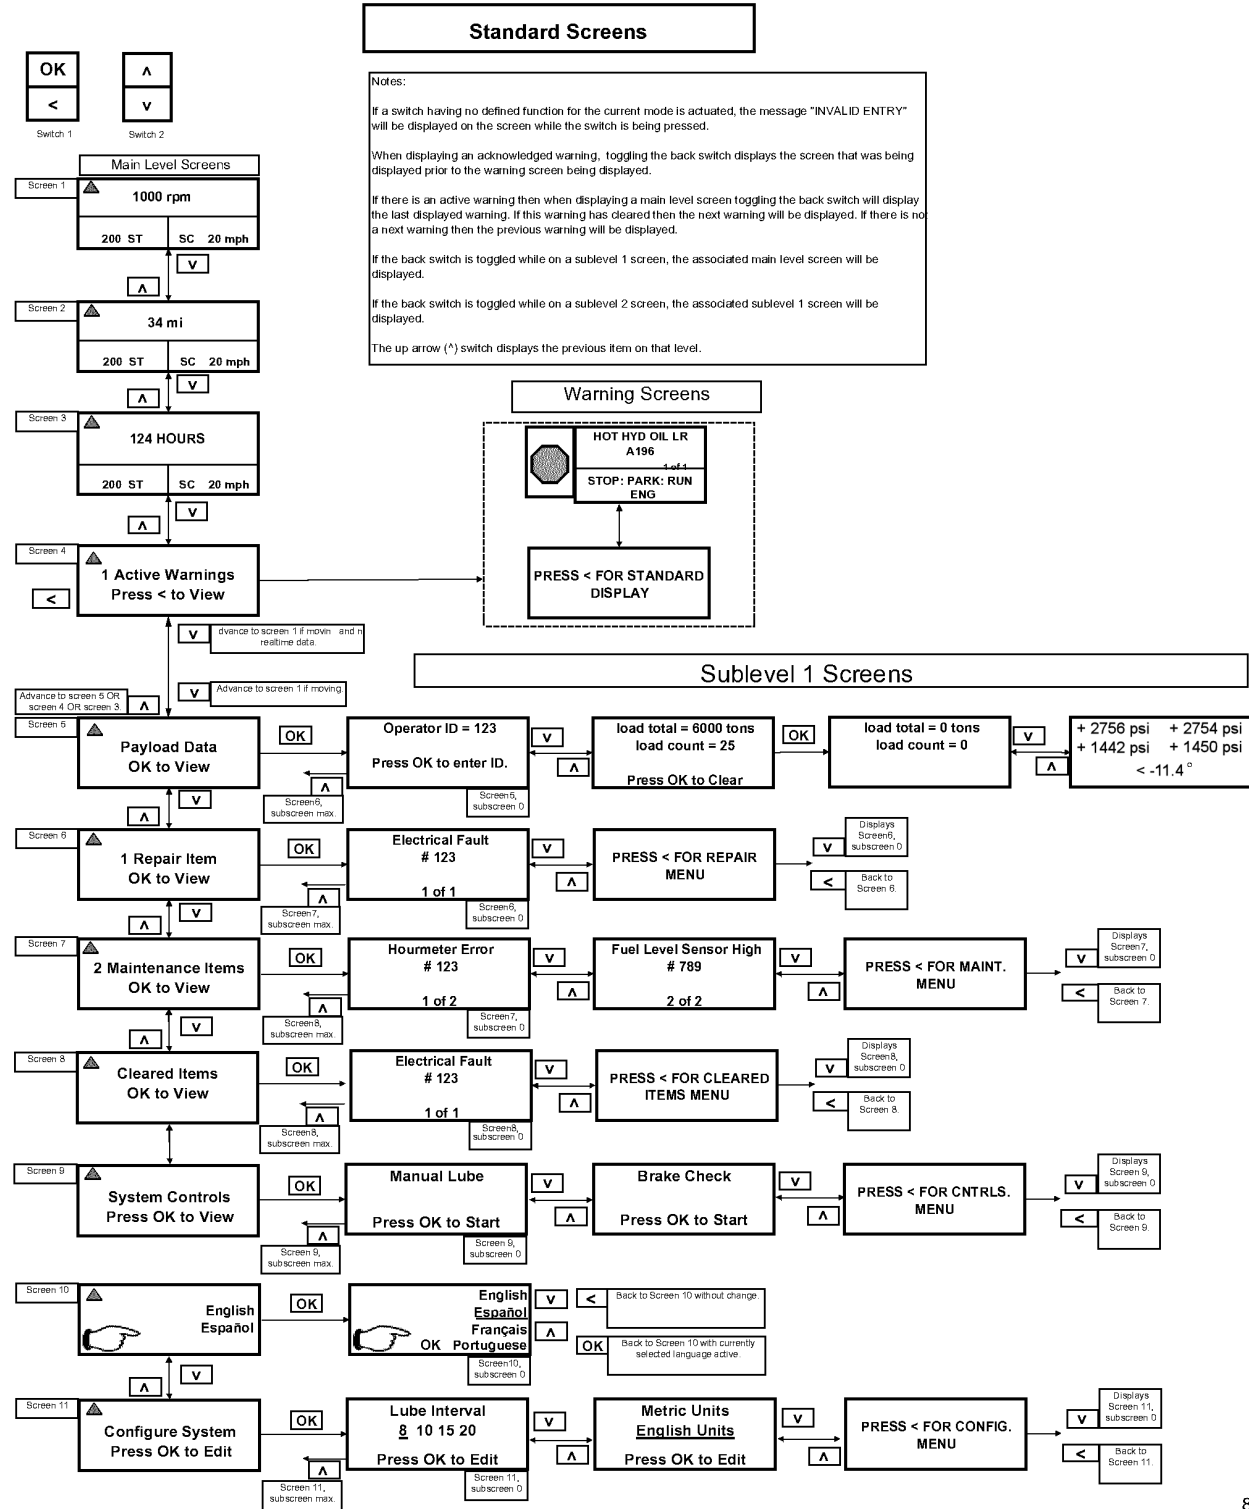 Standard Screens
OK
<
Switch 1
ʌ
v
Switch 2
Notes:
If a switch having no defined function for the current mode is actuated, the message "INVALID ENTRY"
will be displayed on the screen while the switch is being pressed.
When displaying an acknowledged warning, toggling the back switch displays the screen that was being
displayed prior to the warning screen being displayed.
If there is an active warning then when displaying a main level screen toggling the back switch will display
the last displayed warning. If this warning has cleared then the next warning will be displayed. If there is no
a next warning then the previous warning will be displayed.
If the back switch is toggled while on a sublevel 1 screen, the associated main level screen will be
displayed.
If the back switch is toggled while on a sublevel 2 screen, the associated sublevel 1 screen will be
displayed.
The up arrow (^) switch displays the previous item on that level.
Main Level Screens
Screen 1
1000 rpm
200 ST SC 20 mph
v
ʌ
Screen 2
34 mi
200 ST SC 20 mph
v
ʌ
Screen 3
124 HOURS
200 ST SC 20 mph
v
ʌ
Warning Screens
HOT HYD OIL LR
A196
1 of 1
STOP: PARK: RUN
ENG
PRESS < FOR STANDARD
DISPLAY
Screen 4
1 Active Warnings
Press < to View
<
v
dvance to screen 1 if movin and n
realtime data.
v
Advance to screen 1 if moving.
Advance to screen 5 OR
screen 4 OR screen 3.
ʌ
Sublevel 1 Screens
Screen 5
Payload Data
OK to View
OK
Operator ID = 123
Press OK to enter ID.
ʌ
Screen6,
subscreen max.
Screen5,
subscreen 0
v
ʌ
load total = 6000 tons
load count = 25
Press OK to Clear
OK
load total = 0 tons
load count = 0
v
ʌ
+ 2756 psi + 2754 psi
+ 1442 psi + 1450 psi
< -11.4 °
v
ʌ
Screen 6
1 Repair Item
OK to View
OK
Electrical Fault
# 123
1 of 1
ʌ
Screen7,
subscreen max.
Screen6,
subscreen 0
v
ʌ
PRESS < FOR REPAIR
MENU
v
Displays
Screen6,
subscreen 0
<
Back to
Screen 6.
v
ʌ
Screen 7
2 Maintenance Items
OK to View
OK
Hourmeter Error
# 123
1 of 2
ʌ
Screen8,
subscreen max.
Screen7,
subscreen 0
v
ʌ
Fuel Level Sensor High
# 789
2 of 2
v
ʌ
PRESS < FOR MAINT.
MENU
v
Displays
Screen7,
subscreen 0
<
Back to
Screen 7.
v
ʌ
Screen 8
Cleared Items
OK to View
OK
Electrical Fault
# 123
1 of 1
ʌ
Screen8,
subscreen max.
Screen8,
subscreen 0
v
ʌ
PRESS < FOR CLEARED
ITEMS MENU
v
Displays
Screen8,
subscreen 0
<
Back to
Screen 8.
Screen 9
System Controls
Press OK to View
OK
Manual Lube
Press OK to Start
ʌ
Screen 9,
subscreen max.
Screen 9,
subscreen 0
v
ʌ
Brake Check
Press OK to Start
v
ʌ
PRESS < FOR CNTRLS.
MENU
v
Displays
Screen 9,
subscreen 0
<
Back to
Screen 9.
Screen 10
English
Español
OK
English
Español
Français
OK Portuguese
Screen10,
subscreen 0
v
ʌ
<
Back to Screen 10 without change.
OK
Back to Screen 10 with currently
selected language active.
v
ʌ
Screen 11
Configure System
Press OK to Edit
OK
Lube Interval
8 10 15 20
Press OK to Edit
ʌ
Screen 11,
subscreen max.
Screen 11,
subscreen 0
v
ʌ
Metric Units
English Units
Press OK to Edit
v
ʌ
PRESS < FOR CONFIG.
MENU
v
Displays
Screen 11,
subscreen 0
<
Back to
Screen 11.
8